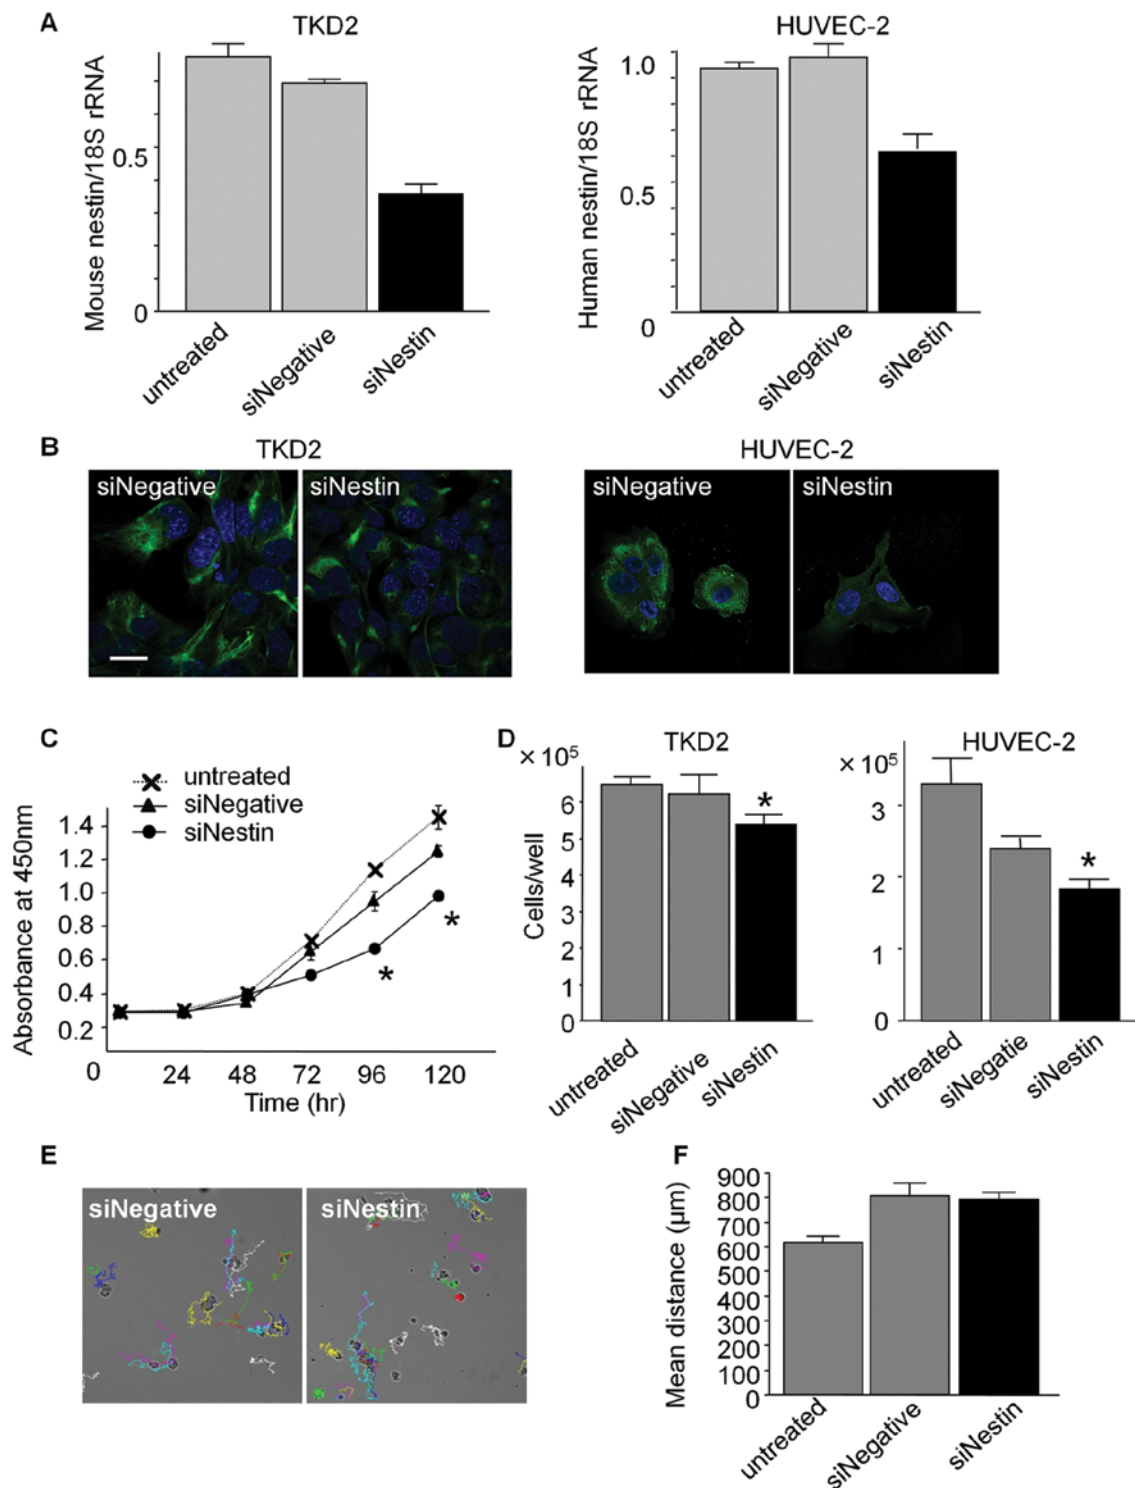 A
TKD2
Mouse nestin/18S rRNA
0.5
0
untreated
siNegative
siNestin
HUVEC-2
Human nestin/18S rRNA
1.0
0.5
0
untreated
siNegative
siNestin
B
TKD2
siNegative
siNestin
HUVEC-2
siNegative
siNestin
C
untreated
siNegative
siNestin
Absorbance at 450nm
1.4
1.2
1.0
0.8
0.6
0.4
0.2
*
*
0 24 48 72 96 120
Time (hr)
D
TKD2
× 10⁵
Cells/well
6
5
4
3
2
1
0
*
untreated
siNegative
siNestin
HUVEC-2
× 10⁵
3
2
1
0
*
untreated
siNegatie
siNestin
E
siNegative
siNestin
F
Mean distance (μm)
900
800
700
600
500
400
300
200
100
0
untreated
siNegative
siNestin